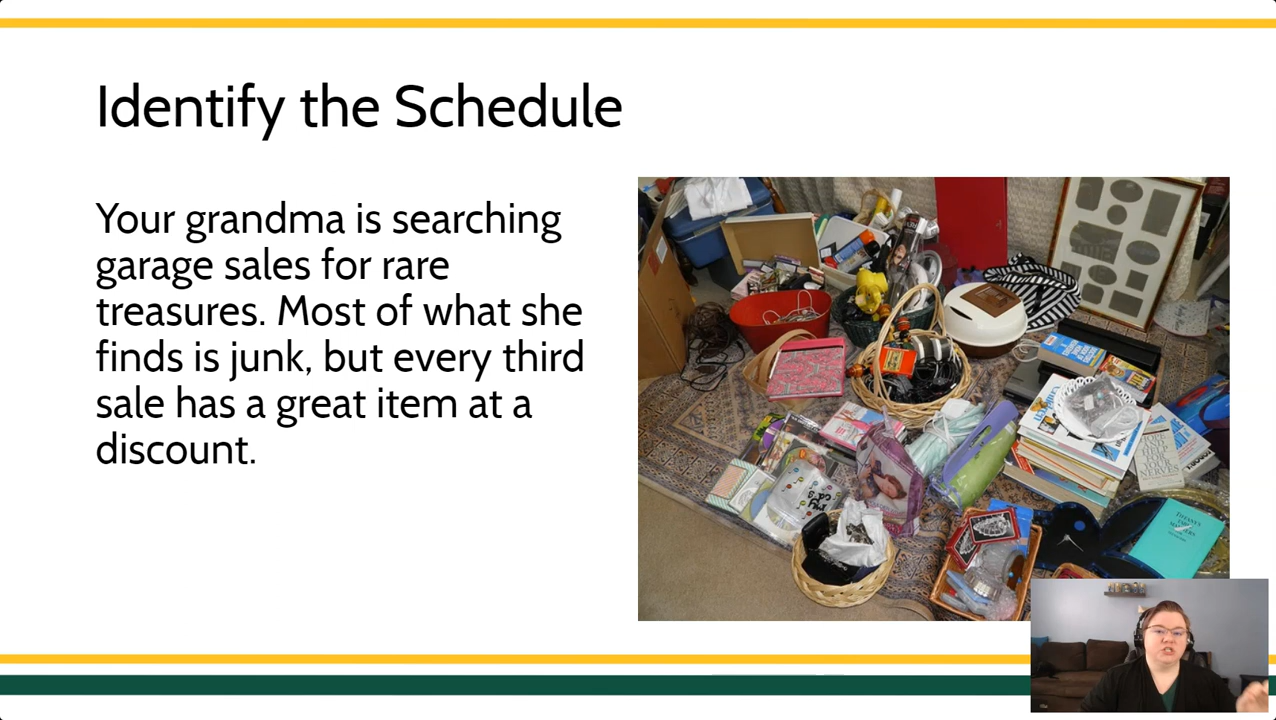 Identify the Schedule
Your grandma is searching
garage sales for rare
treasures. Most of what she
finds is junk, but every third
sale has a great item at a
discount.